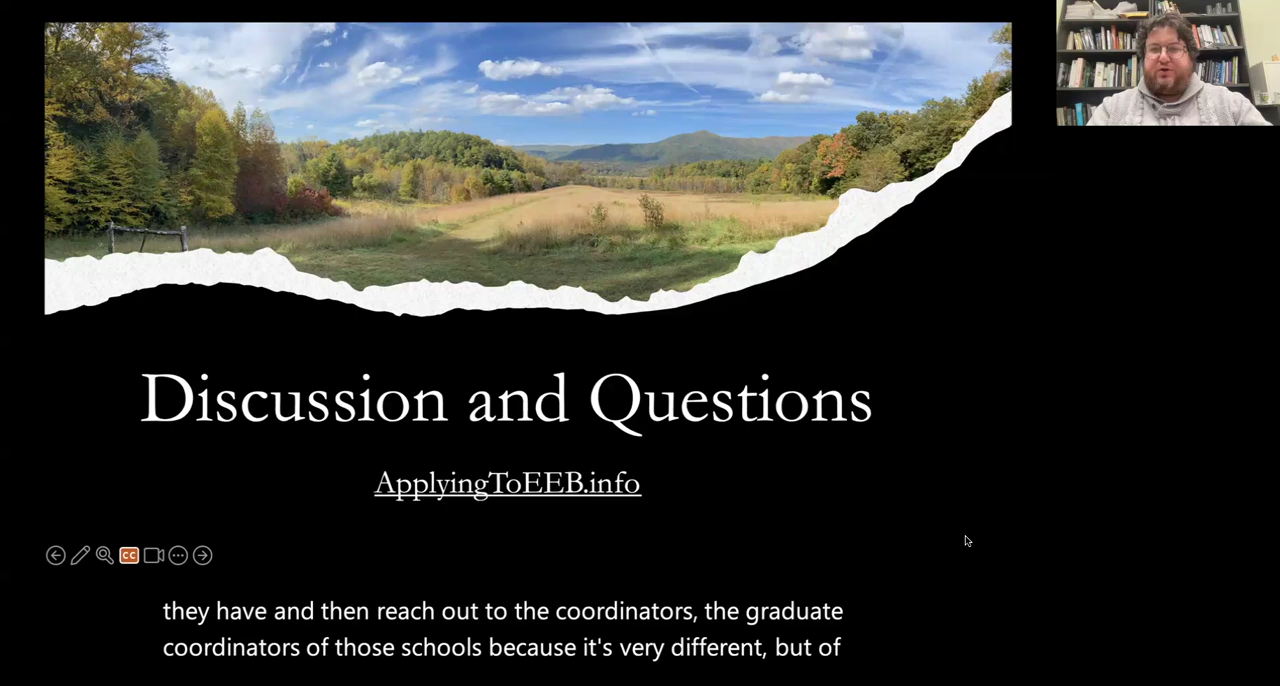 Discussion and Questions
ApplyingToEEB.info
CC
they have and then reach out to the coordinators, the graduate
coordinators of those schools because it's very different, but of